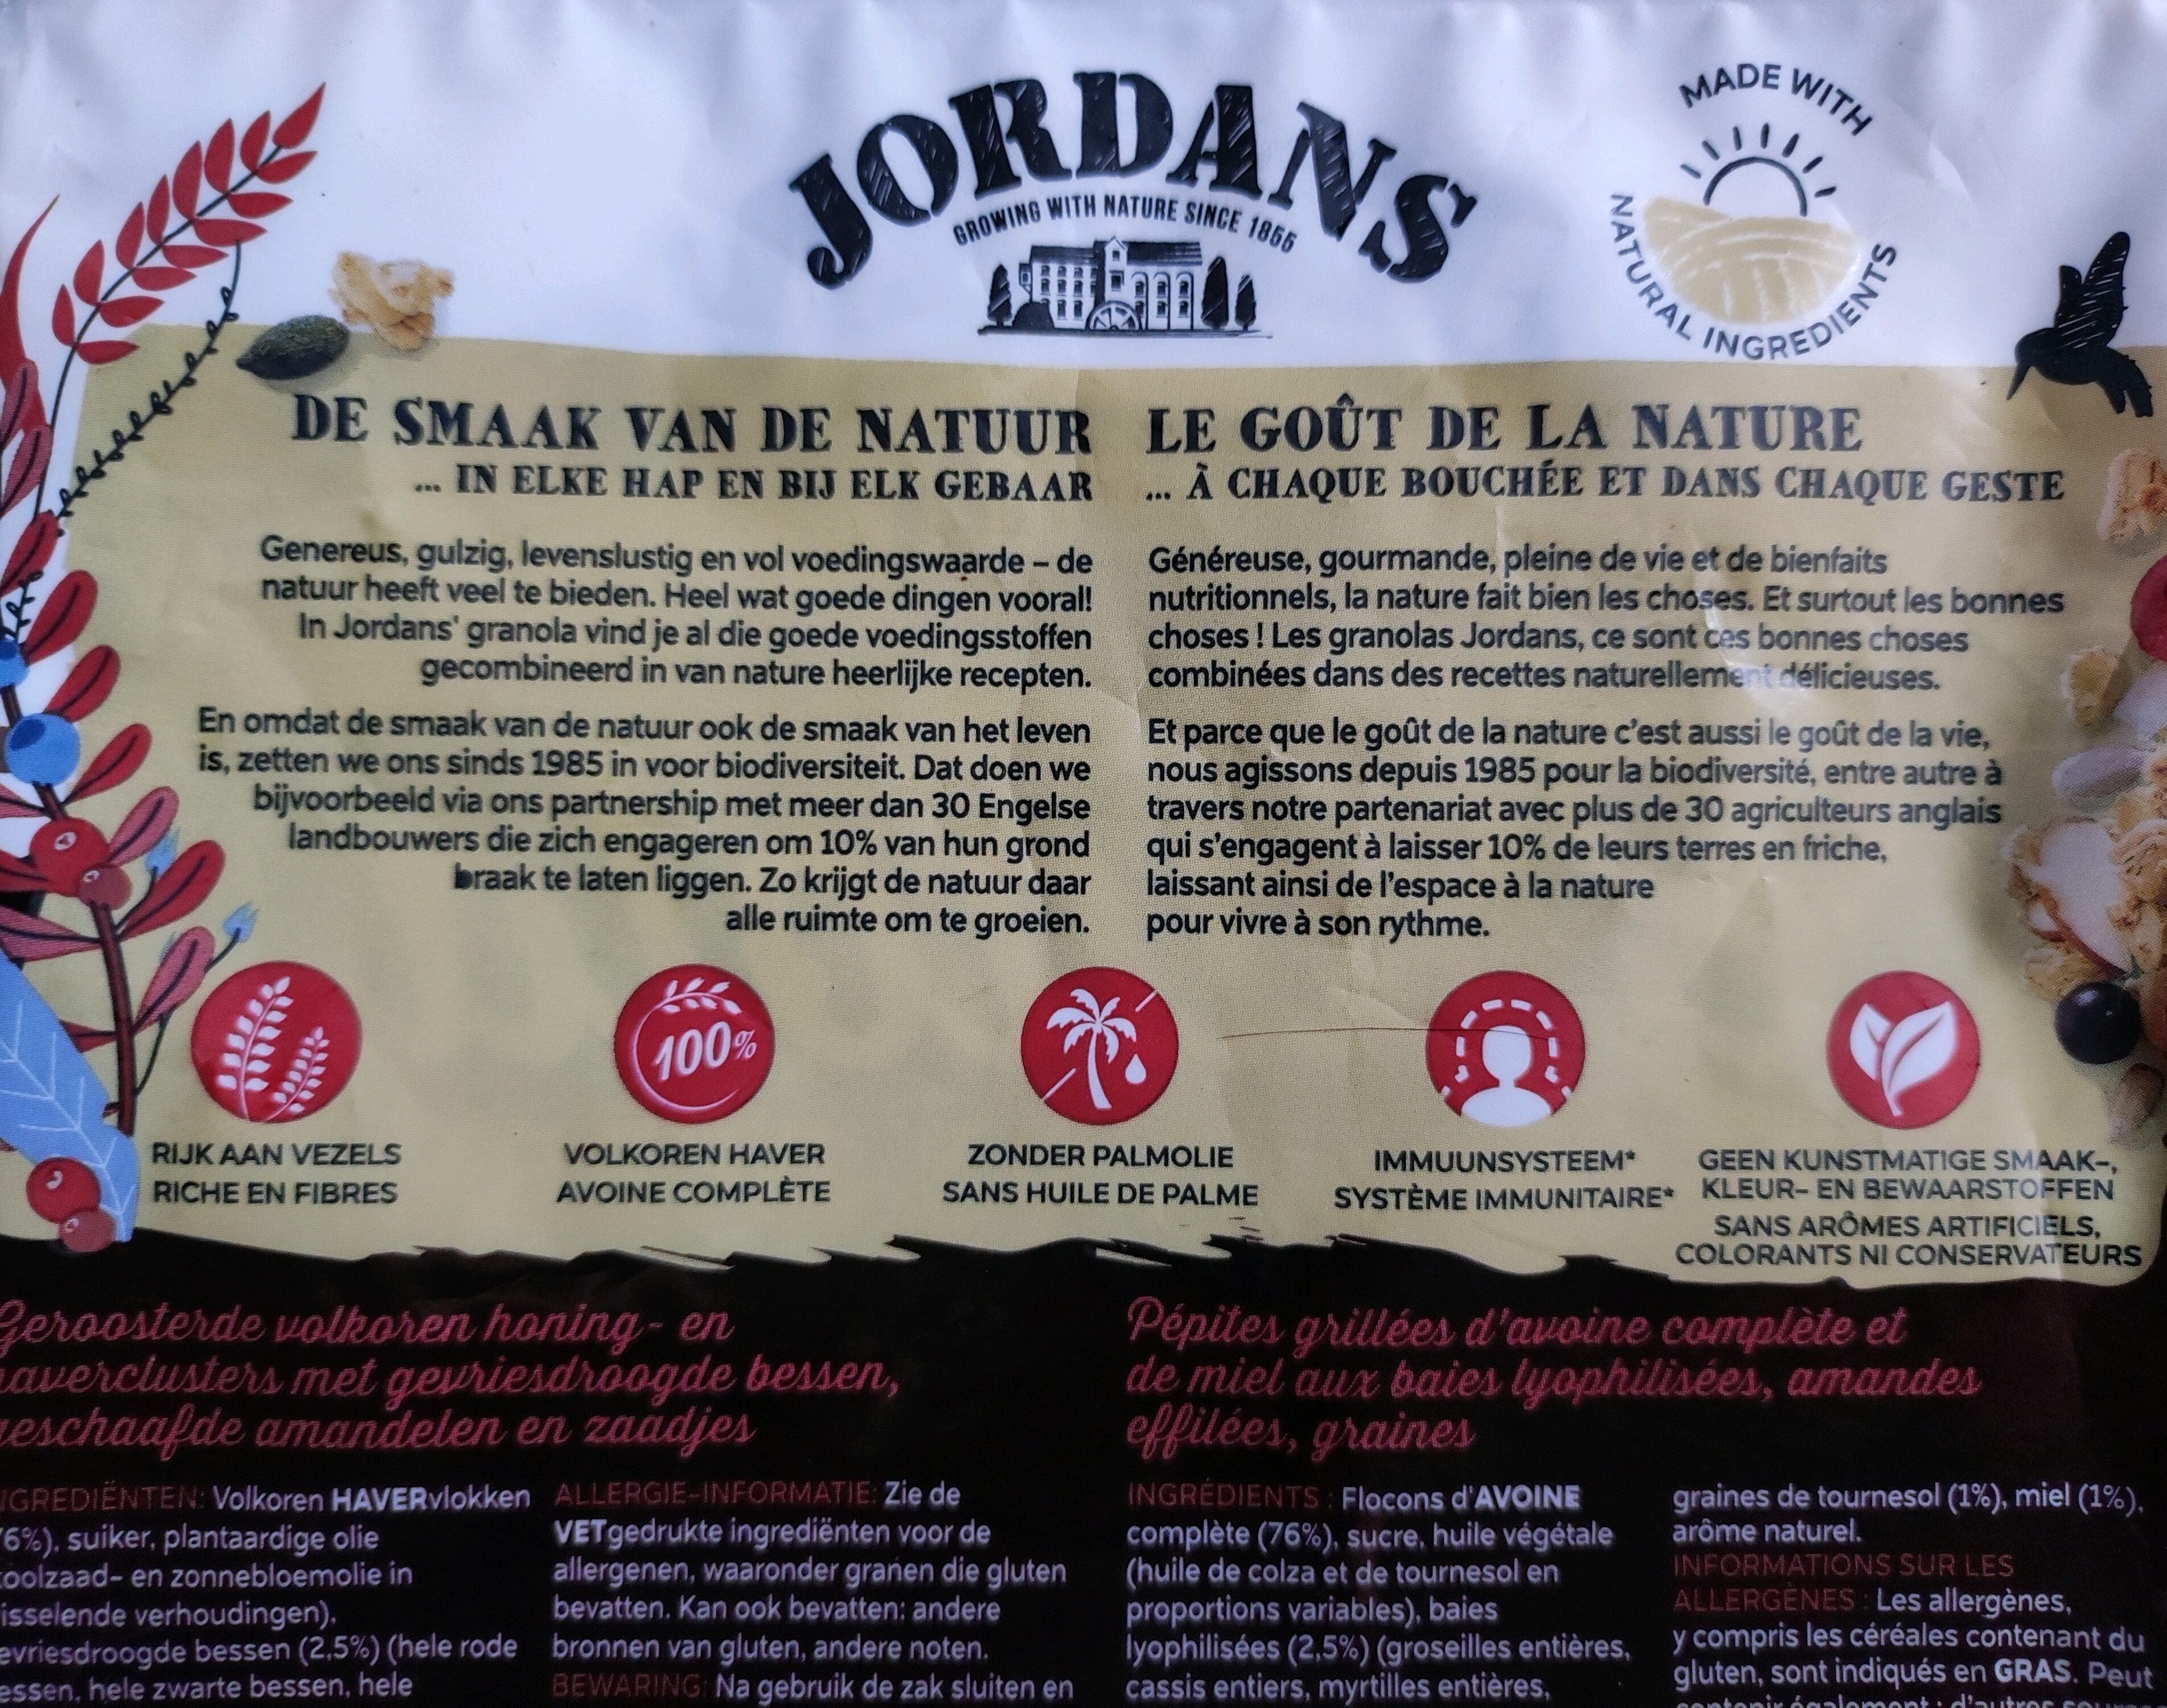 JORDANS
GROWING WITH NATURE SINCE 1855
MADE WITH
NATURAL INGREDIENTS
DE SMAAK VAN DE NATUUR
... IN ELKE HAP EN BIJ ELK GEBAAR
Genereus, gulzig, levenslustig en vol voedingswaarde – de
natuur heeft veel te bieden. Heel wat goede dingen vooral!
In Jordans' granola vind je al die goede voedingsstoffen
gecombineerd in van nature heerlijke recepten.
En omdat de smaak van de natuur ook de smaak van het leven
is, zetten we ons sinds 1985 in voor biodiversiteit. Dat doen we
bijvoorbeeld via ons partnership met meer dan 30 Engelse
landbouwers die zich engageren om 10% van hun grond
braak te laten liggen. Zo krijgt de natuur daar
alle ruimte om te groeien.
LE GOÛT DE LA NATURE
... À CHAQUE BOUCHÉE ET DANS CHAQUE GESTE
Généreuse, gourmande, pleine de vie et de bienfaits
nutritionnels, la nature fait bien les choses. Et surtout les bonnes
choses ! Les granolas Jordans, ce sont ces bonnes choses
combinées dans des recettes naturellement délicieuses.
Et parce que le goût de la nature c'est aussi le goût de la vie,
nous agissons depuis 1985 pour la biodiversité, entre autre à
travers notre partenariat avec plus de 30 agriculteurs anglais
qui s'engagent à laisser 10% de leurs terres en friche,
laissant ainsi de l'espace à la nature
pour vivre à son rythme.
100%
RIJK AAN VEZELS
RICHE EN FIBRES
VOLKOREN HAVER
AVOINE COMPLÈTE
ZONDER PALMOLIE
SANS HUILE DE PALME
IMMUUNSYSTEEM*
SYSTÈME IMMUNITAIRE*
GEEN KUNSTMATIGE SMAAK-,
KLEUR- EN BEWAARSTOFFEN
SANS ARÔMES ARTIFICIELS,
COLORANTS NI CONSERVATEURS
Geroosterde volkoren honing- en
haverclusters met gevriesdroogde bessen,
geschaafde amandelen en zaadjes
NGREDIËNTEN: Volkoren HAVERvlokken
6%), suiker, plantaardige olie
oolzaad- en zonnebloemolie in
isselende verhoudingen),
evriesdroogde bessen (2,5%) (hele rode
essen, hele zwarte bessen, hele
ALLERGIE-INFORMATIE: Zie de
VETgedrukte ingrediënten voor de
allergenen, waaronder granen die gluten
bevatten. Kan ook bevatten: andere
bronnen van gluten, andere noten.
BEWARING: Na gebruik de zak sluiten en
Pépites grillées d'avoine complète et
de miel aux baies lyophilisées, amandes
effilées, graines
INGRÉDIENTS : Flocons d'AVOINE
complète (76%), sucre, huile végétale
(huile de colza et de tournesol en
proportions variables), baies
lyophilisées (2,5%) (groseilles entières,
cassis entiers, myrtilles entières,
graines de tournesol (1%), miel (1%),
arôme naturel.
INFORMATIONS SUR LES
ALLERGÈNES : Les allergènes,
y compris les céréales contenant du
gluten, sont indiqués en GRAS. Peut